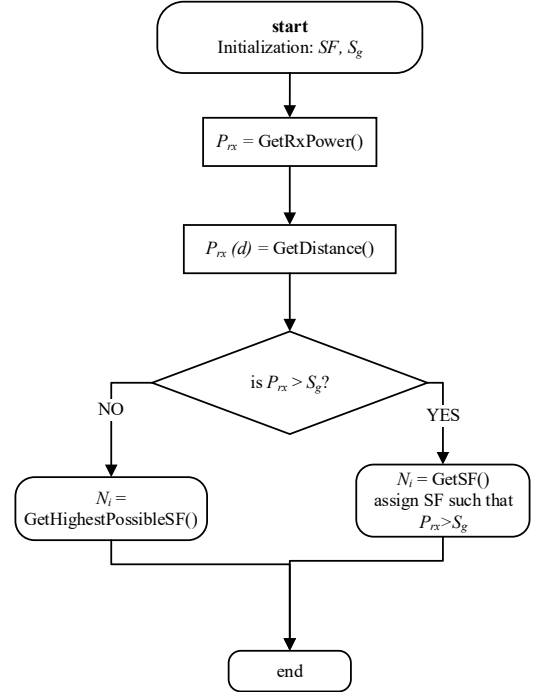 start
Initialization: SF, Sg
Prx = GetRxPower()
Prx (d) = GetDistance()
is Prx > Sg?
NO
YES
Ni =
GetHighestPossibleSF()
Ni = GetSF()
assign SF such that
Prx>Sg
end